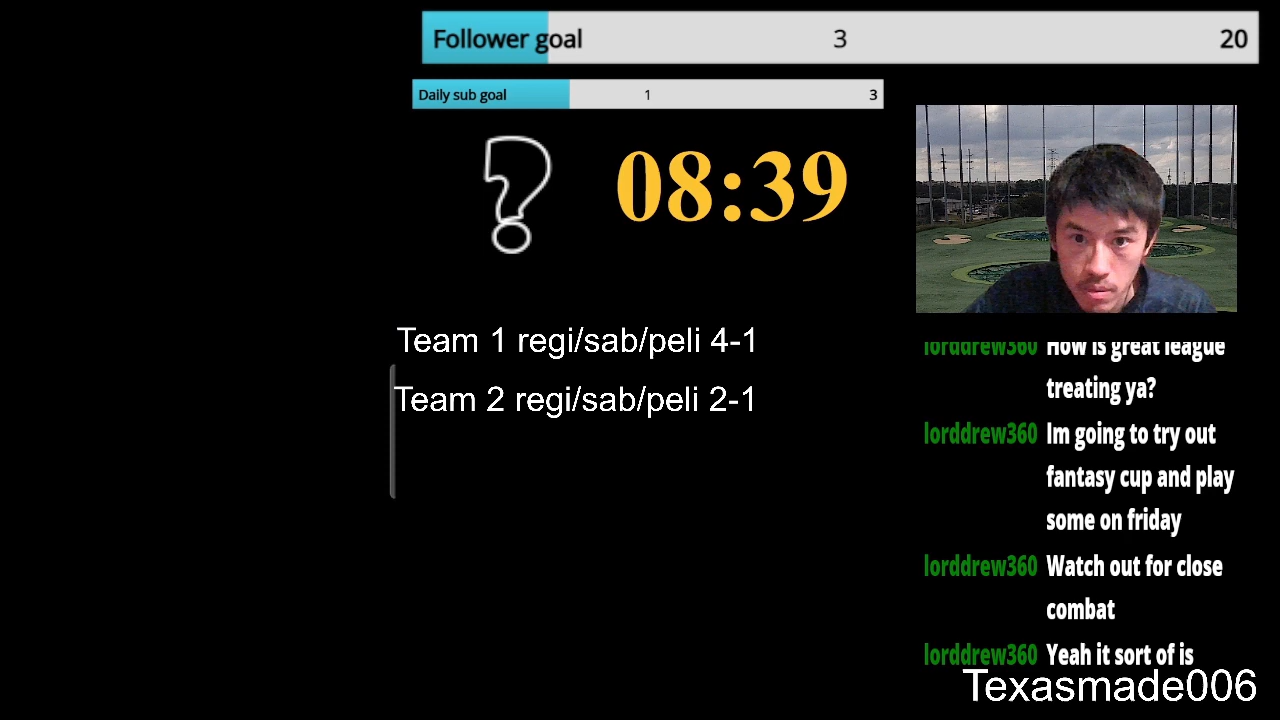 Follower goal 3 20
Daily sub goal 1 3
?
08:39
Team 1 regi/sab/peli 4-1
Team 2 regi/sab/peli 2-1
lorddrew360 How is great league
treating ya?
lorddrew360 Im going to try out
fantasy cup and play
some on friday
lorddrew360 Watch out for close
combat
lorddrew360 Yeah it sort of is
Texasmade006